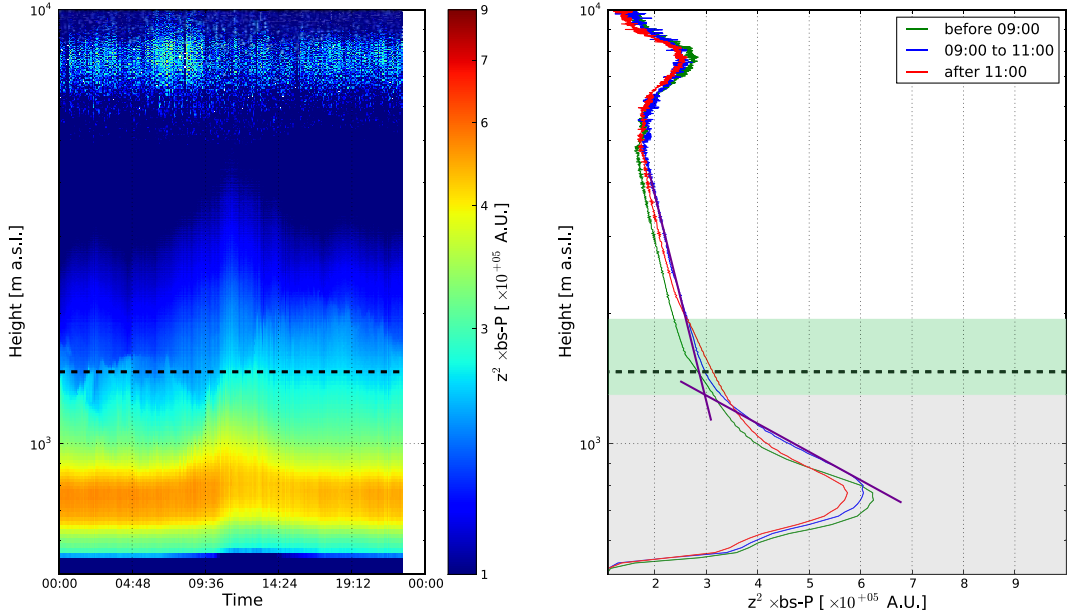 10^4
10^3
Height [m a.s.l.]
00:00 04:48 09:36 14:24 19:12 00:00
Time
9
7
6
5
4
3
2
1
z^2 ×bs-P [ ×10^{+05} A.U.]
before 09:00
09:00 to 11:00
after 11:00
10^4
10^3
Height [m a.s.l.]
2 3 4 5 6 7 8 9
z^2 ×bs-P [ ×10^{+05} A.U.]